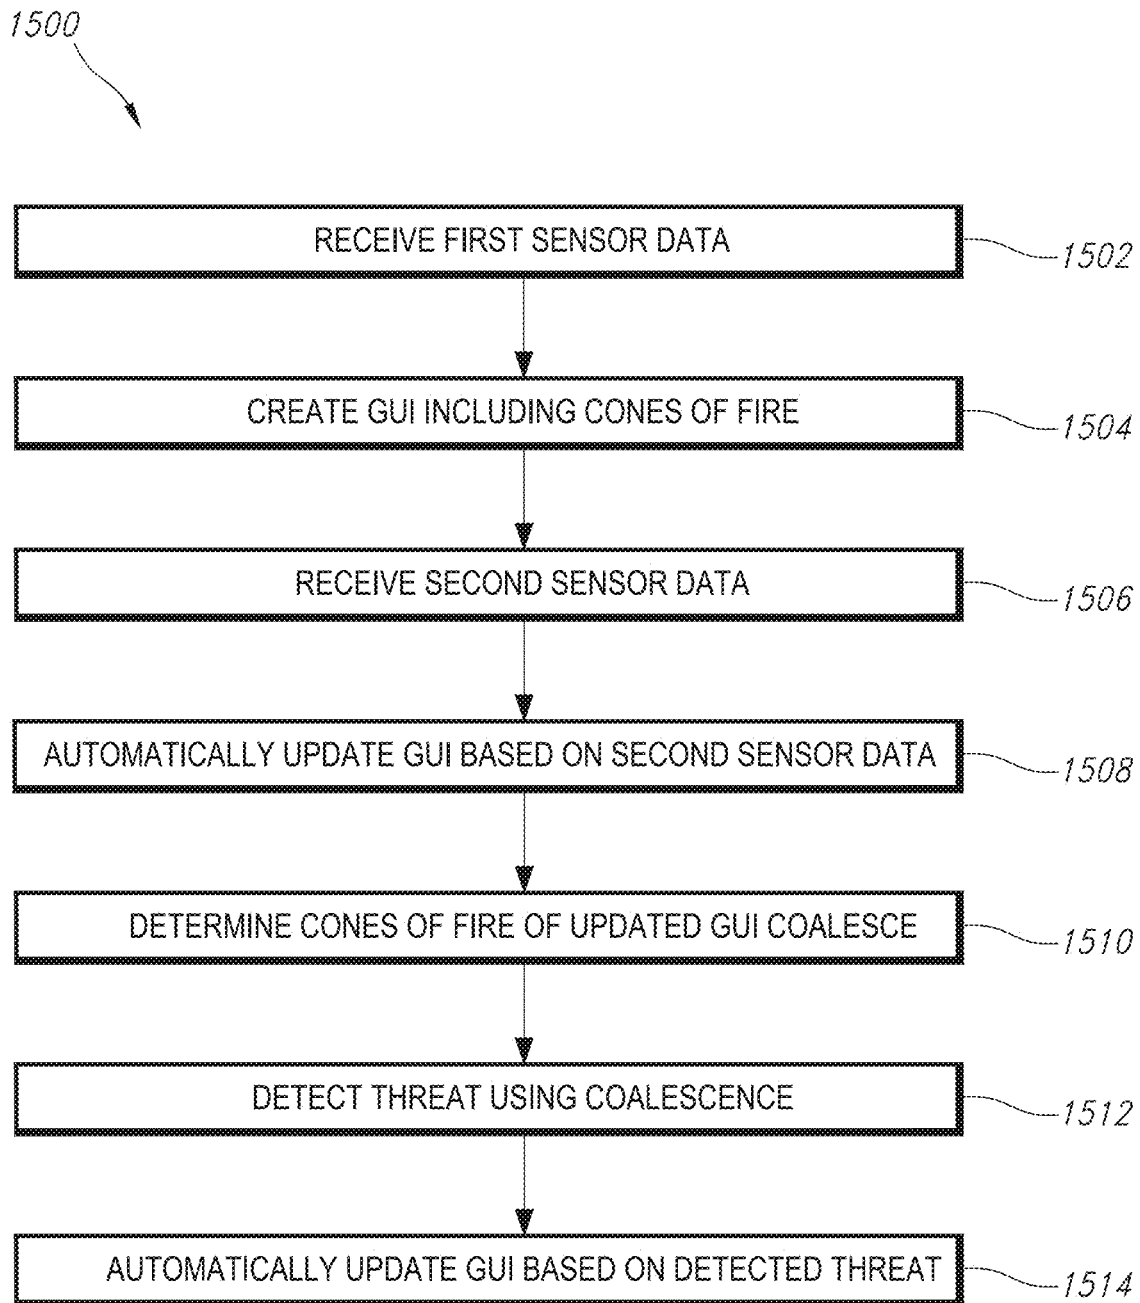 1500
RECEIVE FIRST SENSOR DATA
1502
CREATE GUI INCLUDING CONES OF FIRE
1504
RECEIVE SECOND SENSOR DATA
1506
AUTOMATICALLY UPDATE GUI BASED ON SECOND SENSOR DATA
1508
DETERMINE CONES OF FIRE OF UPDATED GUI COALESCE
1510
DETECT THREAT USING COALESCENCE
1512
AUTOMATICALLY UPDATE GUI BASED ON DETECTED THREAT
1514